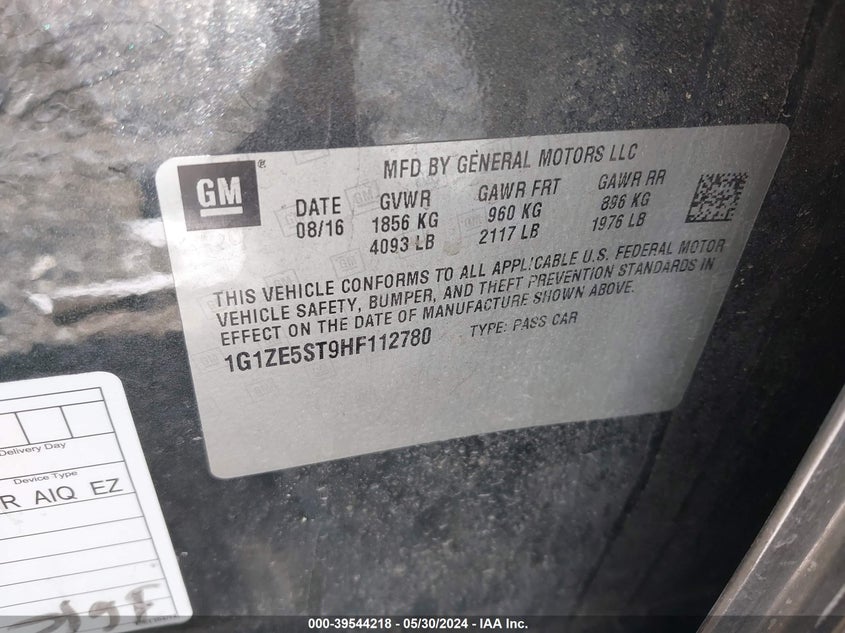 GM
MFD BY GENERAL MOTORS LLC
DATE GVWR GAWR FRT GAWR RR
08/16 1856 KG 960 KG 896 KG
4093 LB 2117 LB 1976 LB
THIS VEHICLE CONFORMS TO ALL APPLICABLE U.S. FEDERAL MOTOR
VEHICLE SAFETY, BUMPER, AND THEFT PREVENTION STANDARDS IN
EFFECT ON THE DATE OF MANUFACTURE SHOWN ABOVE.
1G1ZE5ST9HF112780 TYPE: PASS CAR
Delivery Day
Device Type
R AIQ EZ
000-39544218 - 05/30/2024 - IAA Inc.